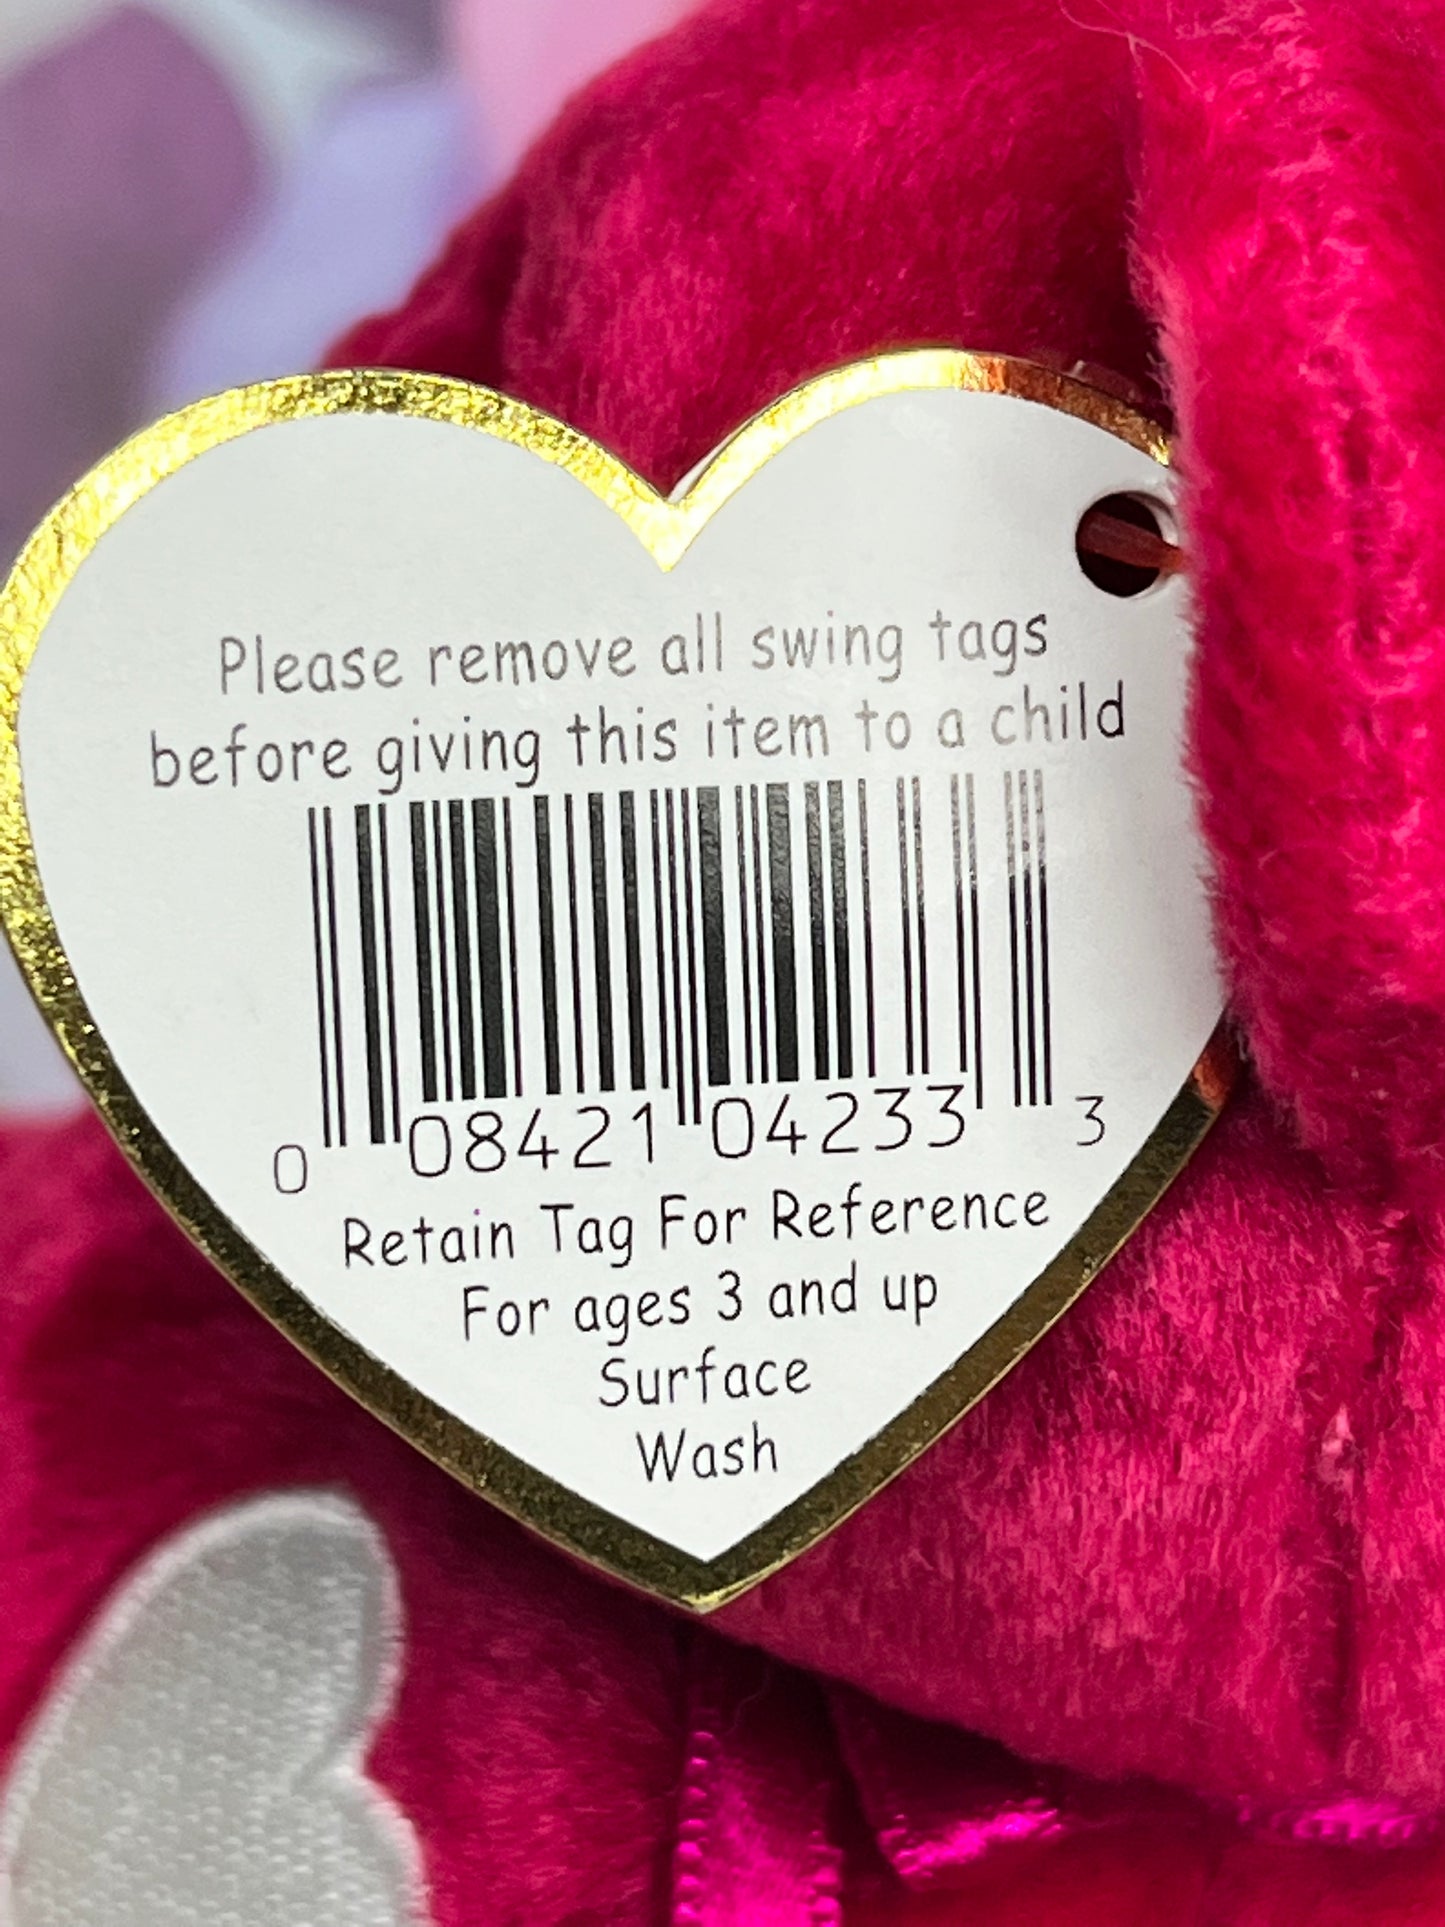 Please remove all swing tags
before giving this item to a child
0 08421 04233 3
Retain Tag For Reference
For ages 3 and up
Surface
Wash